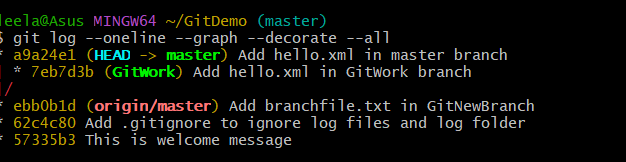 leela@Asus MINGW64 ~/GitDemo (master)
$ git log --oneline --graph --decorate --all
* a9a24e1 (HEAD -> master) Add hello.xml in master branch
| * 7eb7d3b (GitWork) Add hello.xml in GitWork branch
|/
* ebb0b1d (origin/master) Add branchfile.txt in GitNewBranch
* 62c4c80 Add .gitignore to ignore log files and log folder
* 57335b3 This is welcome message